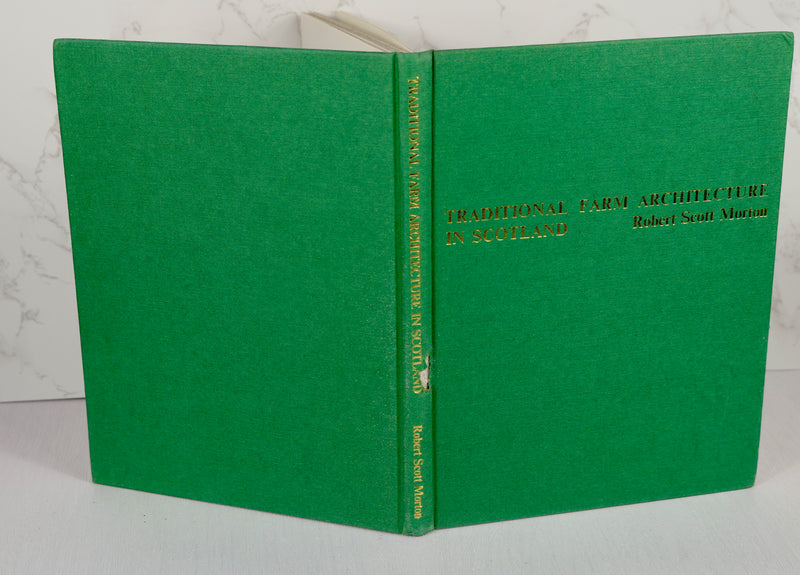 TRADITIONAL FARM ARCHITECTURE IN SCOTLAND Robert Scott Morton
TRADITIONAL FARM ARCHITECTURE
IN SCOTLAND Robert Scott Morton